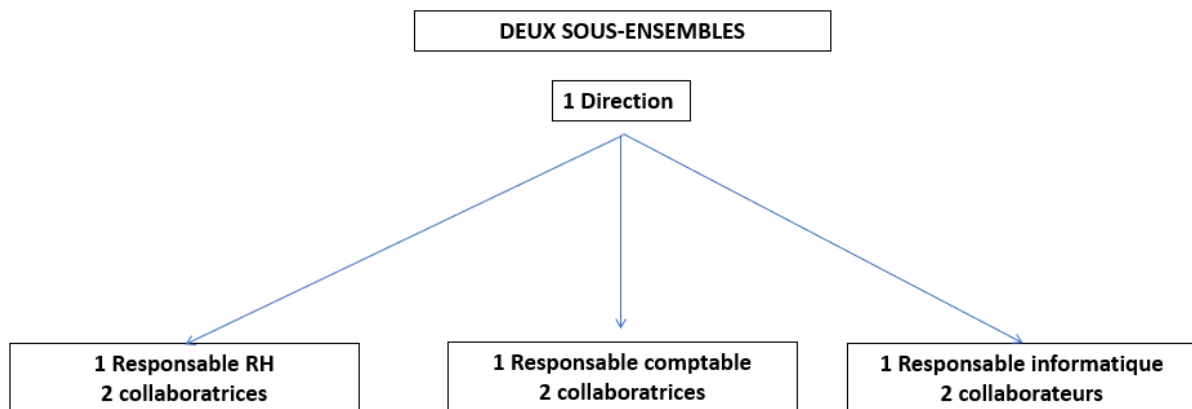 DEUX SOUS-ENSEMBLES
1 Direction
1 Responsable RH
2 collaboratrices
1 Responsable comptable
2 collaboratrices
1 Responsable informatique
2 collaborateurs